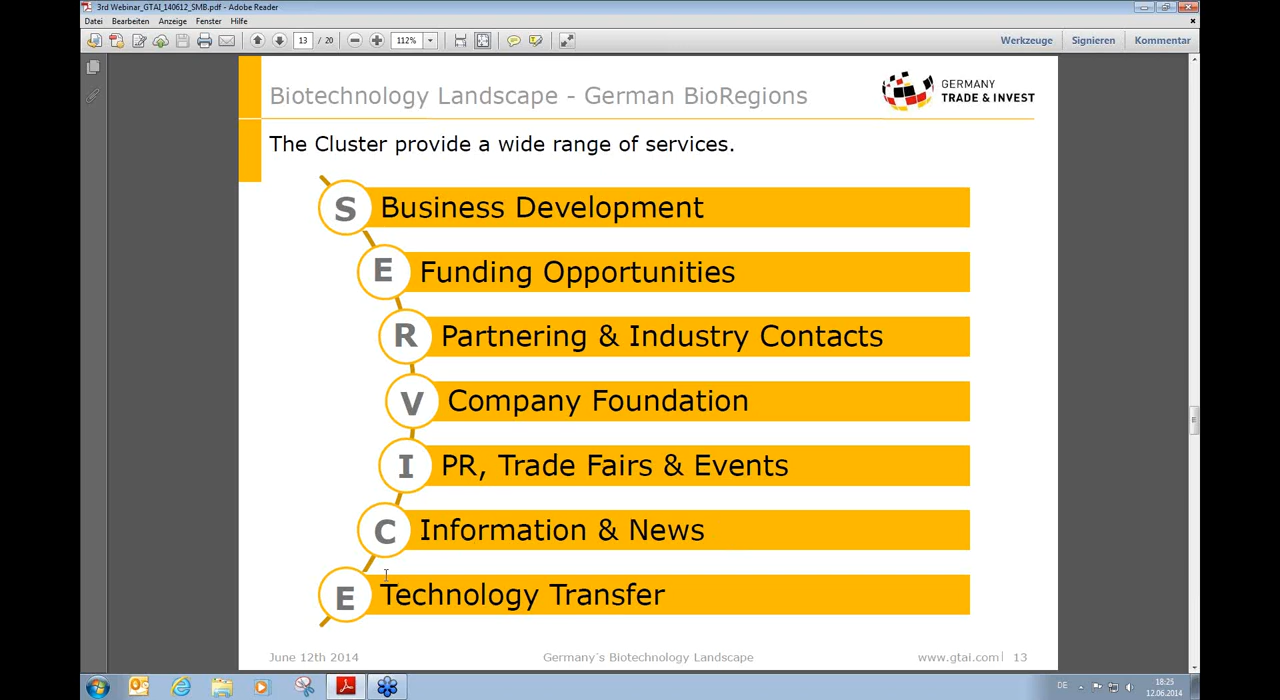 3rd Webinar_GTAI_140612_SMB.pdf - Adobe Reader
Datei Bearbeiten Anzeige Fenster Hilfe
13 / 20 112% Werkzeuge Signieren Kommentar
Biotechnology Landscape - German BioRegions
GERMANY
TRADE & INVEST
The Cluster provide a wide range of services.
S Business Development
E Funding Opportunities
R Partnering & Industry Contacts
V Company Foundation
I PR, Trade Fairs & Events
C Information & News
E Technology Transfer
June 12th 2014 Germany´s Biotechnology Landscape www.gtai.com 13
DE 18:25
12.06.2014